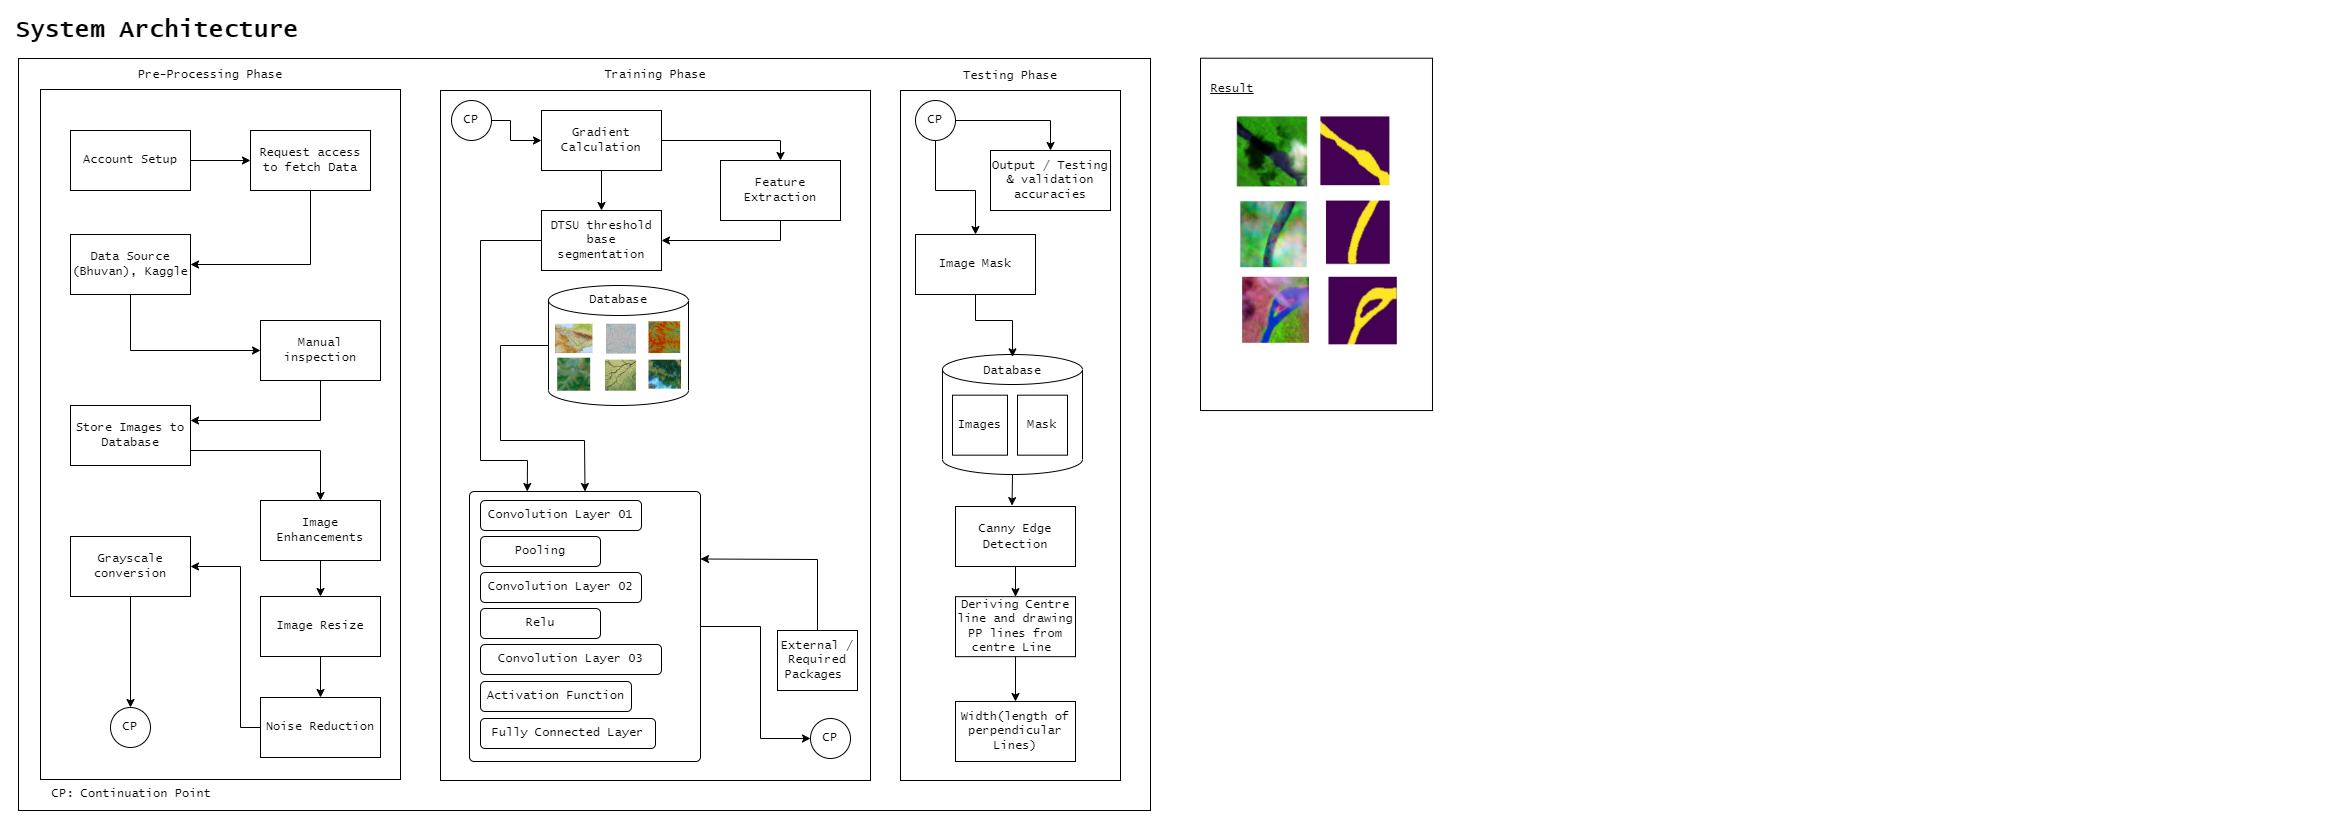 System Architecture
Pre-Processing Phase
Account Setup
Request access
to fetch Data
Data Source
(Bhuvan), Kaggle
Manual
inspection
Store Images to
Database
Image
Enhancements
Grayscale
conversion
Image Resize
Noise Reduction
CP
CP: Continuation Point
Training Phase
CP
Gradient
Calculation
Feature
Extraction
DTSU threshold
base
segmentation
Database
Convolution Layer 01
Pooling
Convolution Layer 02
Relu
Convolution Layer 03
Activation Function
Fully Connected Layer
External /
Required
Packages
CP
Testing Phase
CP
Output / Testing
& validation
accuracies
Image Mask
Database
Images
Mask
Canny Edge
Detection
Deriving Centre
line and drawing
PP lines from
centre Line
Width(length of
perpendicular
Lines)
Result